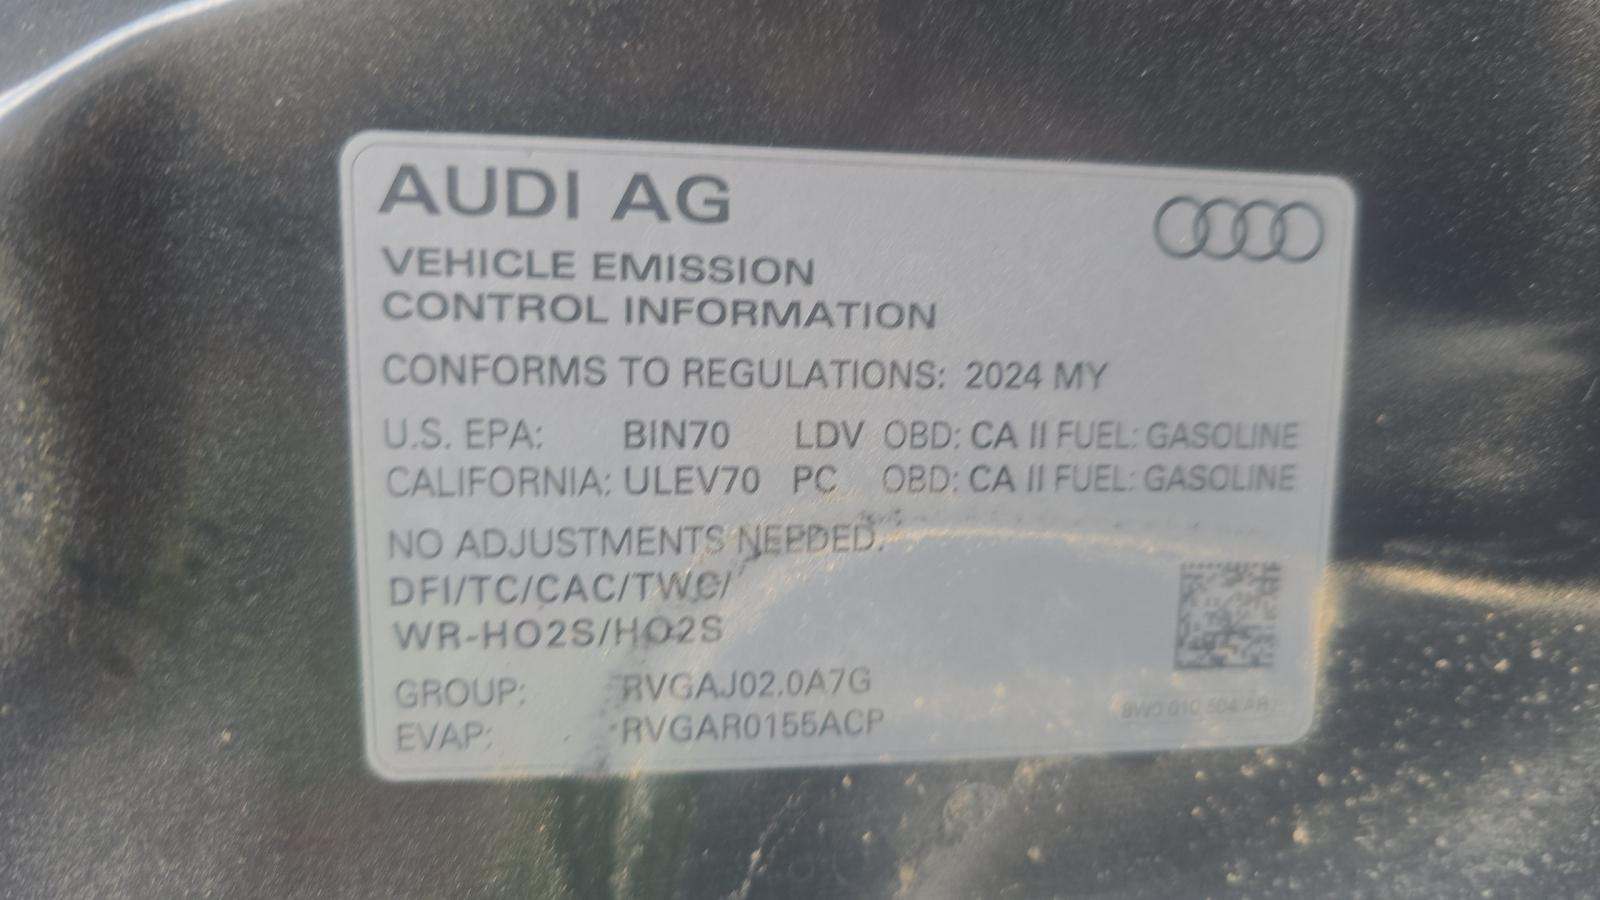 AUDI AG
VEHICLE EMISSION
CONTROL INFORMATION
CONFORMS TO REGULATIONS: 2024 MY
U.S. EPA: BIN70 LDV OBD: CA II FUEL: GASOLINE
CALIFORNIA: ULEV70 PC OBD: CA II FUEL: GASOLINE
NO ADJUSTMENTS NEEDED.
DFI/TC/CAC/TWC/
WR-HO2S/HO2S
GROUP: RVGAJ02.0A7G
EVAP: RVGAR0155ACP